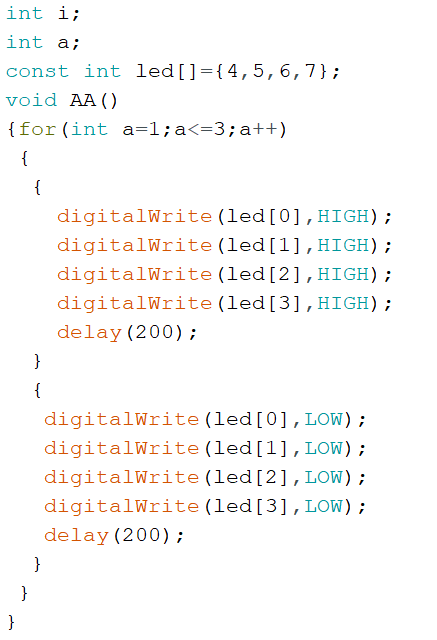 int i;
int a;
const int led[]={4,5,6,7};
void AA()
{for(int a=1;a<=3;a++)
 {
  {
    digitalWrite(led[0],HIGH);
    digitalWrite(led[1],HIGH);
    digitalWrite(led[2],HIGH);
    digitalWrite(led[3],HIGH);
    delay(200);
  }
  {
   digitalWrite(led[0],LOW);
   digitalWrite(led[1],LOW);
   digitalWrite(led[2],LOW);
   digitalWrite(led[3],LOW);
   delay(200);
  }
 }
}